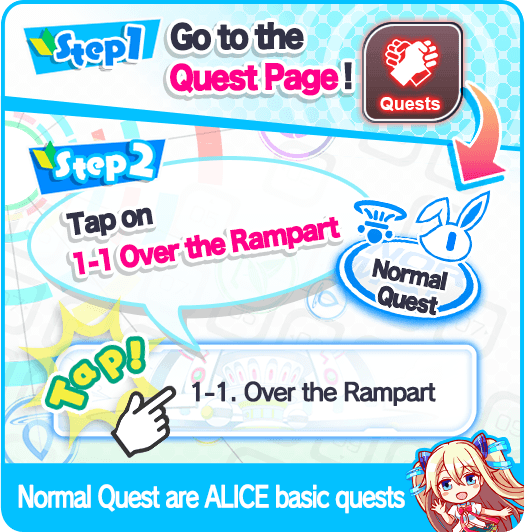 Step1
Go to the
Quest Page!
Quests
Step2
Tap on
1-1 Over the Rampart
Normal
Quest
Tap!
1-1. Over the Rampart
Normal Quest are ALICE basic quests